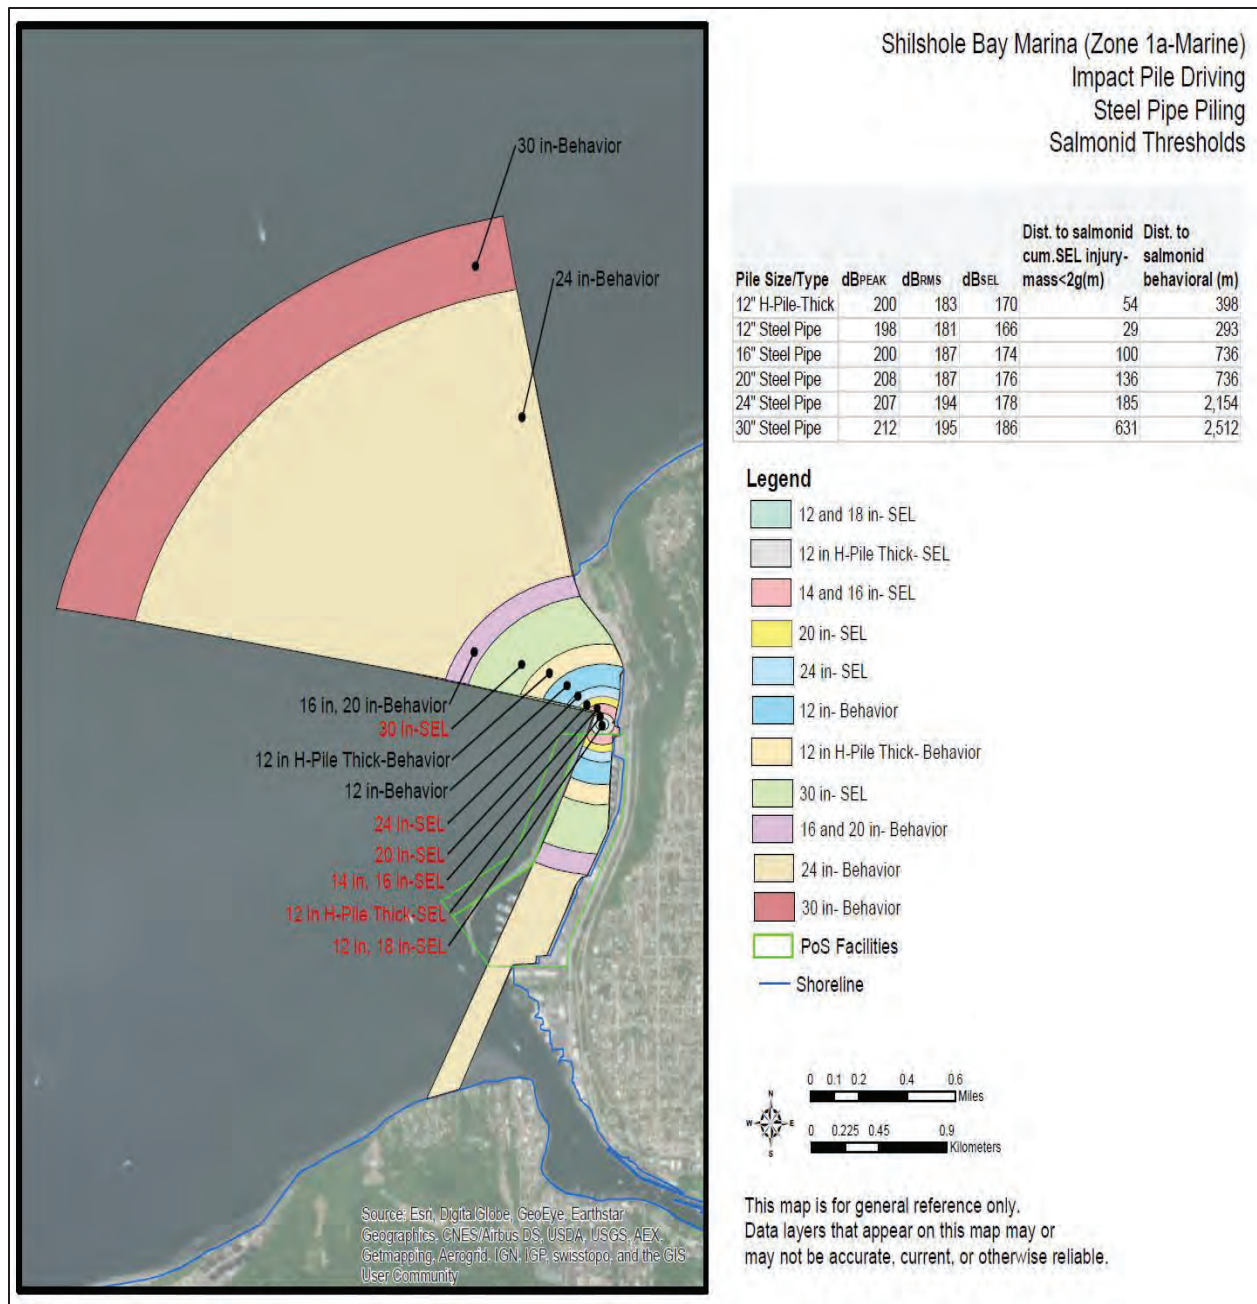 Shilshole Bay Marina (Zone 1a-Marine)
Impact Pile Driving
Steel Pipe Piling
Salmonid Thresholds
30 in-Behavior
24 in-Behavior
16 in, 20 in-Behavior
30 in-SEL
12 in H-Pile Thick-Behavior
12 in-Behavior
24 in-SEL
20 in-SEL
14 in, 16 in-SEL
12 in H-Pile Thick-SEL
12 in, 18 in-SEL
Source: Esri, DigitalGlobe, GeoEye, Earthstar
Geographics, CNES/Airbus DS, USDA, USGS, AEX,
Getmapping, Aerogrid, IGN, IGP, swisstopo, and the GIS
User Community
Dist. to salmonid Dist. to
cum.SEL injury- salmonid
Pile Size/Type dBPEAK dBRMS dBSEL mass<2g(m) behavioral (m)
12" H-Pile-Thick 200 183 170 54 398
12" Steel Pipe 198 181 166 29 293
16" Steel Pipe 200 187 174 100 736
20" Steel Pipe 208 187 176 136 736
24" Steel Pipe 207 194 178 185 2,154
30" Steel Pipe 212 195 186 631 2,512
Legend
12 and 18 in- SEL
12 in H-Pile Thick- SEL
14 and 16 in- SEL
20 in- SEL
24 in- SEL
12 in- Behavior
12 in H-Pile Thick- Behavior
30 in- SEL
16 and 20 in- Behavior
24 in- Behavior
30 in- Behavior
PoS Facilities
Shoreline
0 0.1 0.2 0.4 0.6
Miles
0 0.225 0.45 0.9
Kilometers
N
W E
S
This map is for general reference only.
Data layers that appear on this map may or
may not be accurate, current, or otherwise reliable.